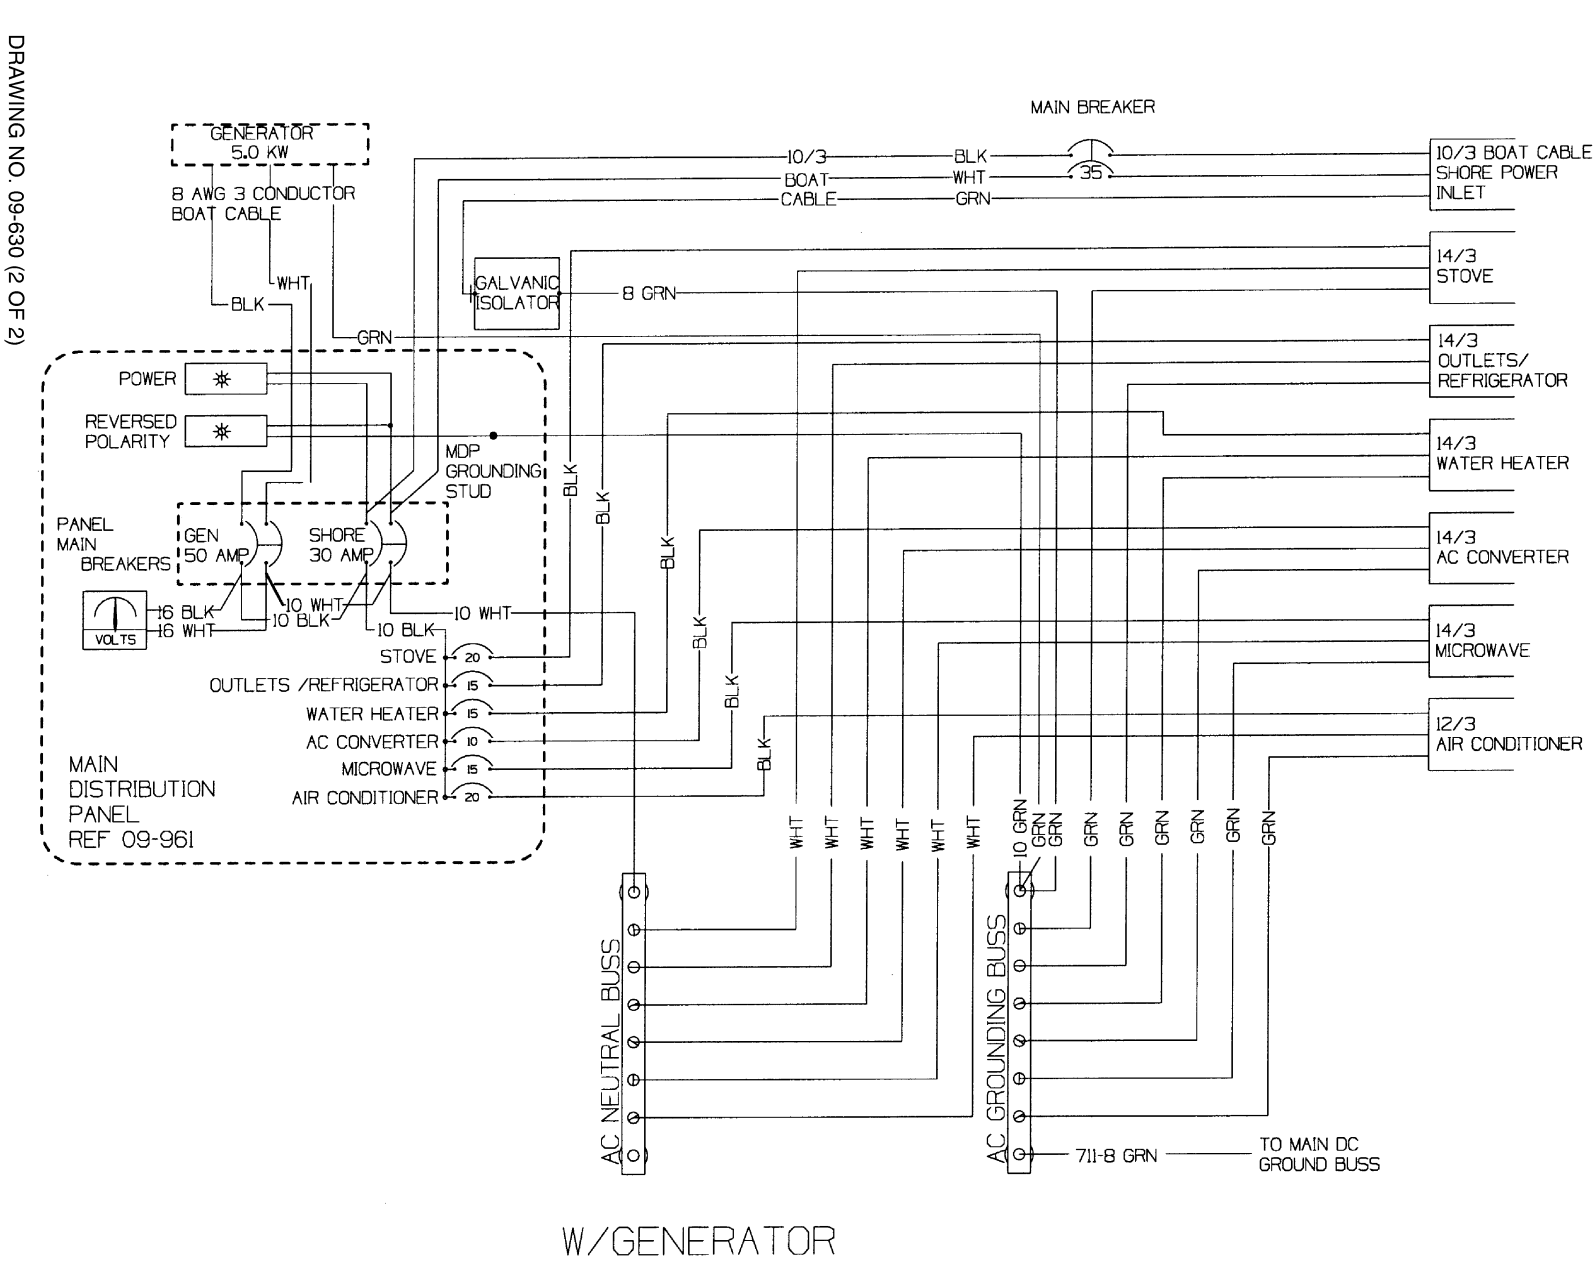 DRAWING NO. 09-630 (2 OF 2)
MAIN BREAKER
GENERATOR
5.0 KW
8 AWG 3 CONDUCTOR
BOAT CABLE
WHT
BLK
GRN
10/3 BLK
BOAT WHT
CABLE GRN
35
10/3 BOAT CABLE
SHORE POWER
INLET
GALVANIC
ISOLATOR
8 GRN
14/3
STOVE
14/3
OUTLETS/
REFRIGERATOR
14/3
WATER HEATER
14/3
AC CONVERTER
14/3
MICROWAVE
12/3
AIR CONDITIONER
POWER
REVERSED
POLARITY
MDP
GROUNDING
STUD
PANEL
MAIN
BREAKERS
GEN
50 AMP
SHORE
30 AMP
VOLTS
16 BLK
16 WHT
10 WHT
10 BLK
10 WHT
10 BLK
STOVE 20
OUTLETS /REFRIGERATOR 15
WATER HEATER 15
AC CONVERTER 10
MICROWAVE 15
AIR CONDITIONER 20
MAIN
DISTRIBUTION
PANEL
REF 09-961
BLK
BLK
BLK
BLK
BLK
BLK
WHT
WHT
WHT
WHT
WHT
WHT
10 GRN
GRN
GRN
GRN
GRN
GRN
GRN
GRN
GRN
AC NEUTRAL BUSS
AC GROUNDING BUSS
711-8 GRN
TO MAIN DC
GROUND BUSS
W/GENERATOR